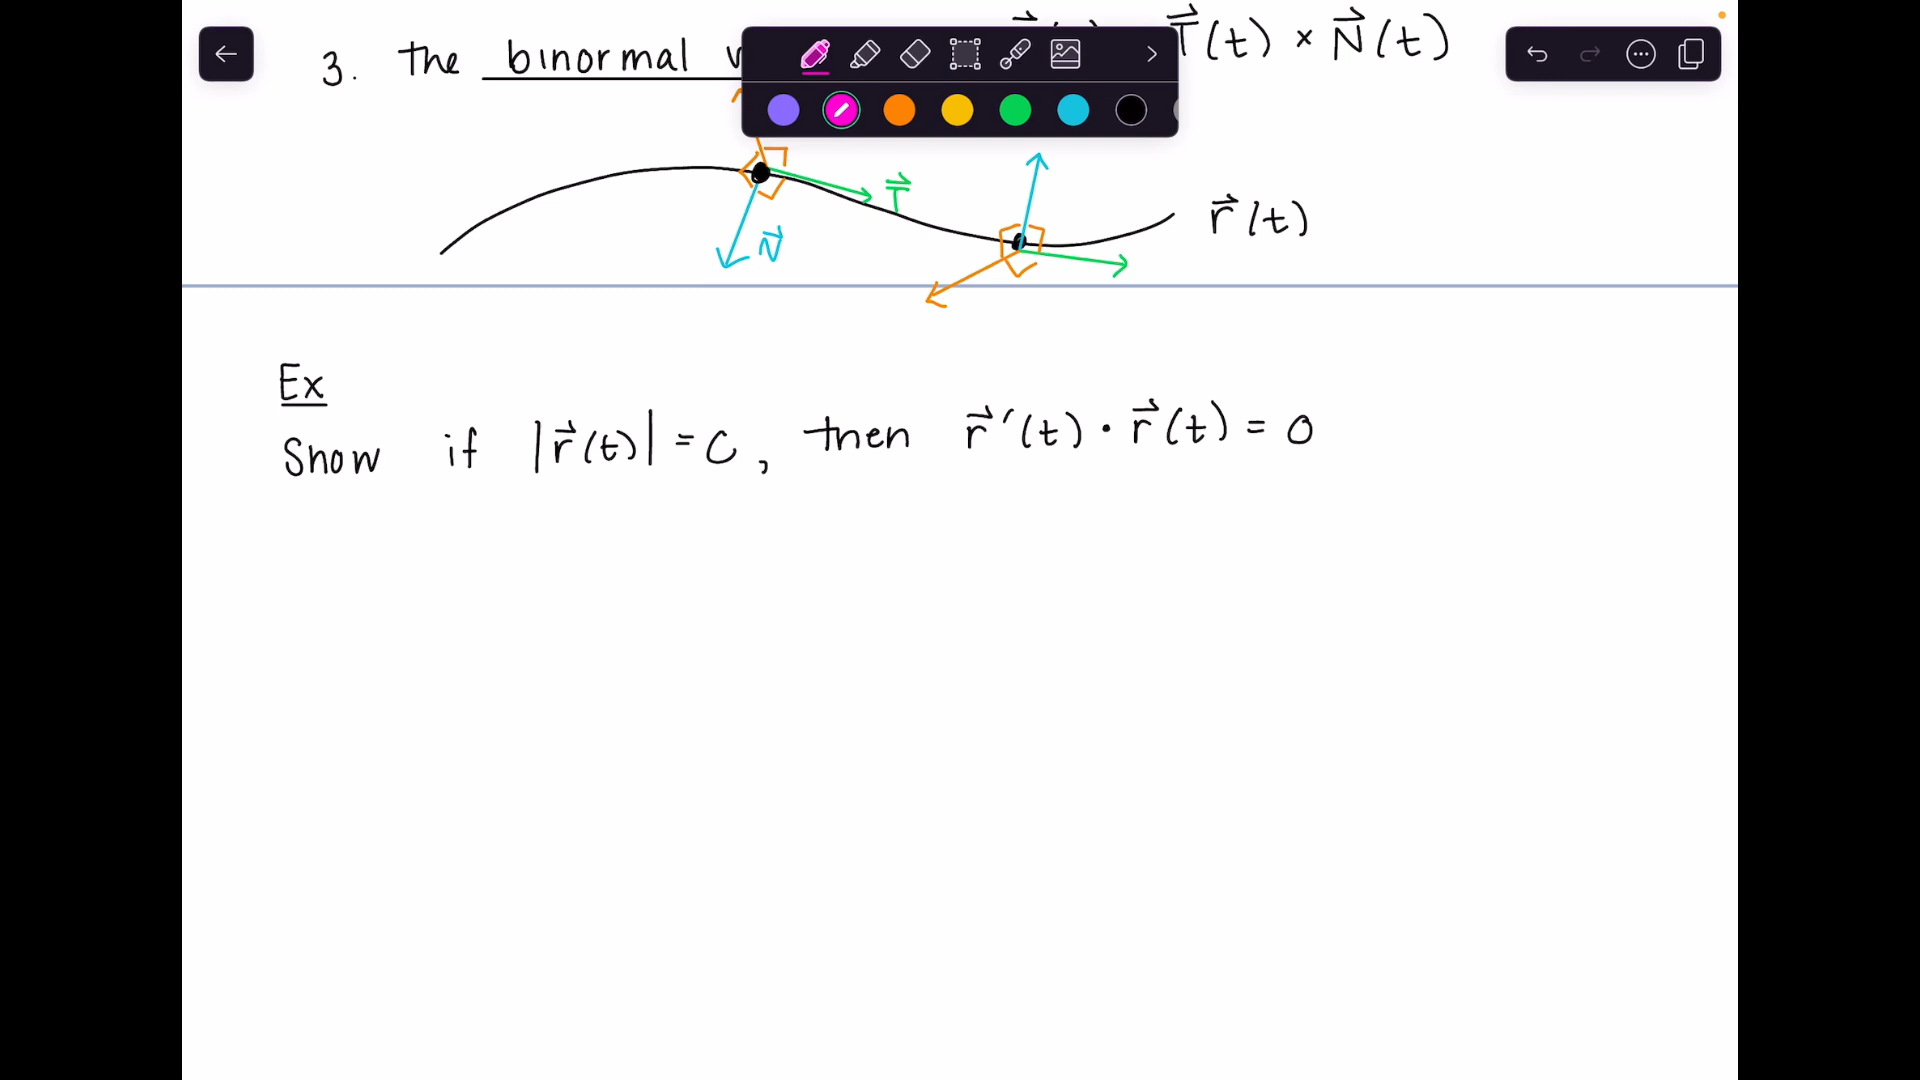 3. the binormal T⃗(t) × N⃗(t)
T⃗
N⃗
r⃗(t)
Ex
Show if |r⃗(t)| = C, then r⃗′(t) · r⃗(t) = 0